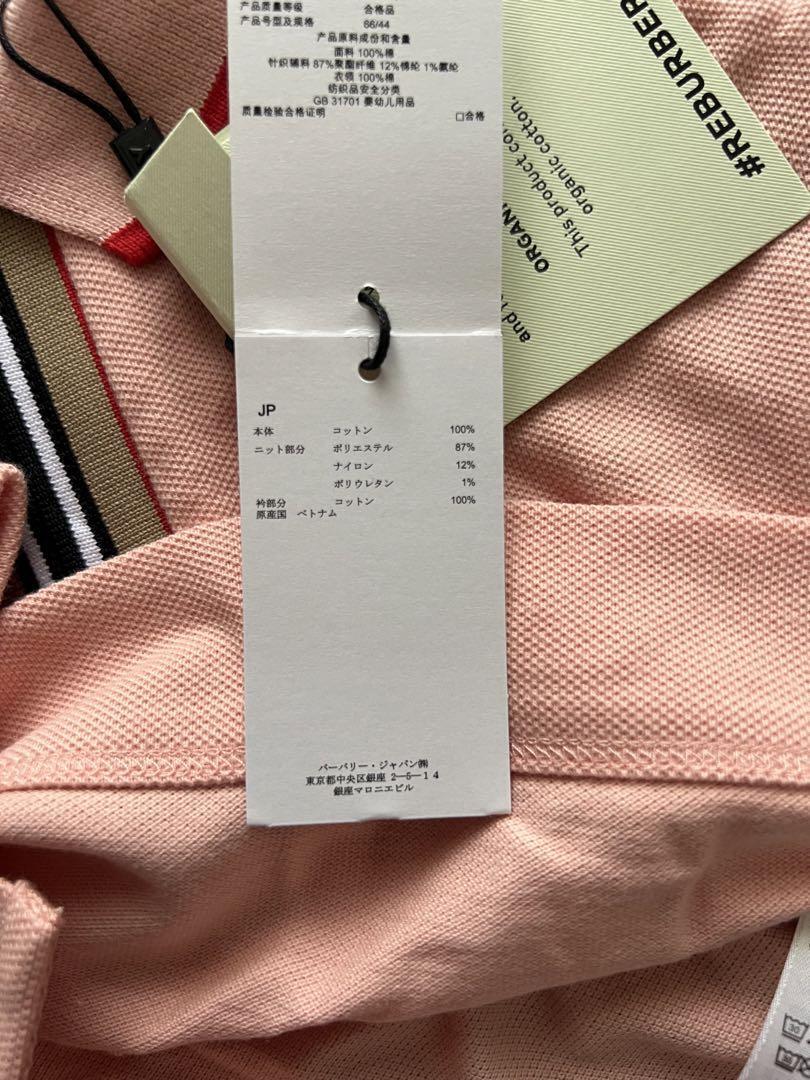 产品质量等级 合格品
产品号型及规格 86/44
产品原料成份和含量
面料 100%棉
针织辅料 87%聚酯纤维 12%锦纶 1%氨纶
衣领 100%棉
纺织品安全分类
GB 31701 婴幼儿用品
质量检验合格证明 □合格
#REBURBER
This product con
organic cotton.
ORGANI
and r
JP
本体 コットン 100%
ニット部分 ポリエステル 87%
ナイロン 12%
ポリウレタン 1%
衿部分 コットン 100%
原産国 ベトナム
バーバリー・ジャパン㈱
東京都中央区銀座 2—5—14
銀座マロニエビル
30